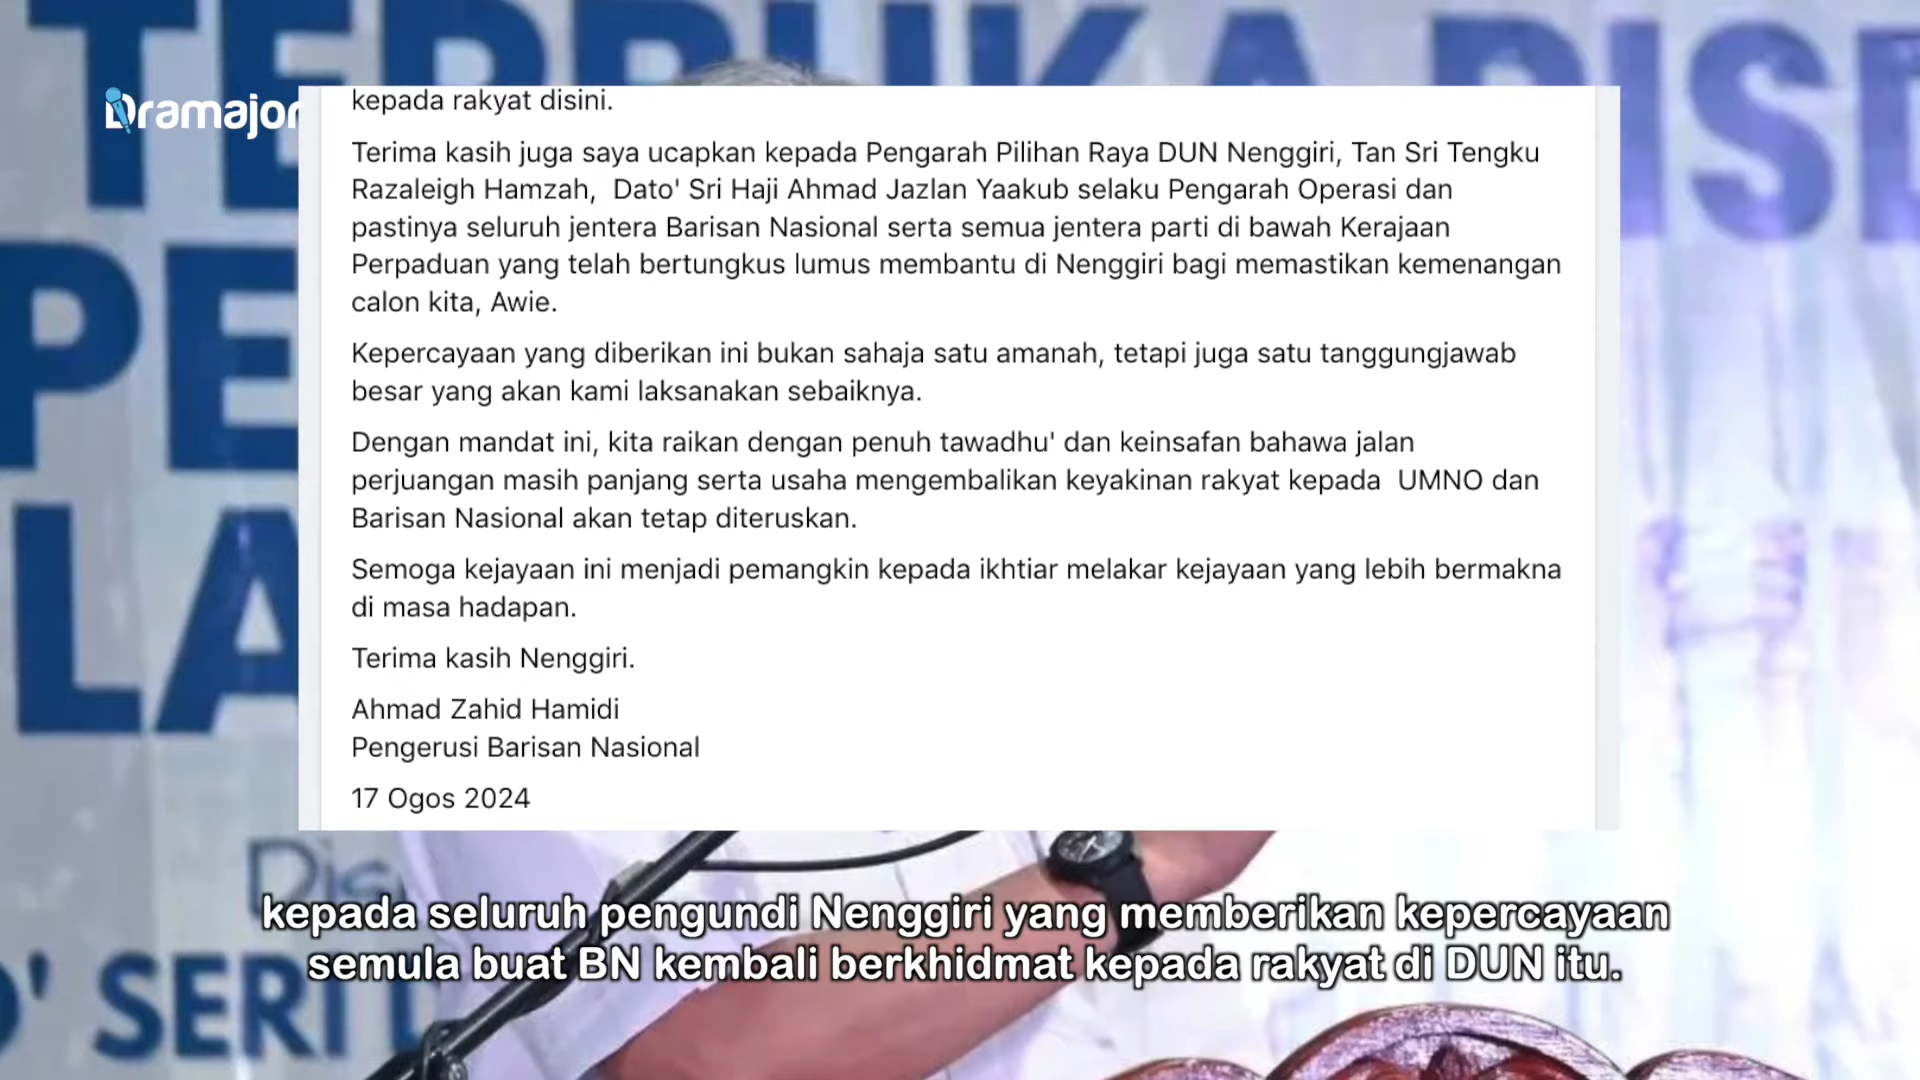 TERBUKA DIS
Dramajor
PE
LA
kepada rakyat disini.
Terima kasih juga saya ucapkan kepada Pengarah Pilihan Raya DUN Nenggiri, Tan Sri Tengku
Razaleigh Hamzah,  Dato' Sri Haji Ahmad Jazlan Yaakub selaku Pengarah Operasi dan
pastinya seluruh jentera Barisan Nasional serta semua jentera parti di bawah Kerajaan
Perpaduan yang telah bertungkus lumus membantu di Nenggiri bagi memastikan kemenangan
calon kita, Awie.
Kepercayaan yang diberikan ini bukan sahaja satu amanah, tetapi juga satu tanggungjawab
besar yang akan kami laksanakan sebaiknya.
Dengan mandat ini, kita raikan dengan penuh tawadhu' dan keinsafan bahawa jalan
perjuangan masih panjang serta usaha mengembalikan keyakinan rakyat kepada  UMNO dan
Barisan Nasional akan tetap diteruskan.
Semoga kejayaan ini menjadi pemangkin kepada ikhtiar melakar kejayaan yang lebih bermakna
di masa hadapan.
Terima kasih Nenggiri.
Ahmad Zahid Hamidi
Pengerusi Barisan Nasional
17 Ogos 2024
Dis
kepada seluruh pengundi Nenggiri yang memberikan kepercayaan
semula buat BN kembali berkhidmat kepada rakyat di DUN itu.
' SERI